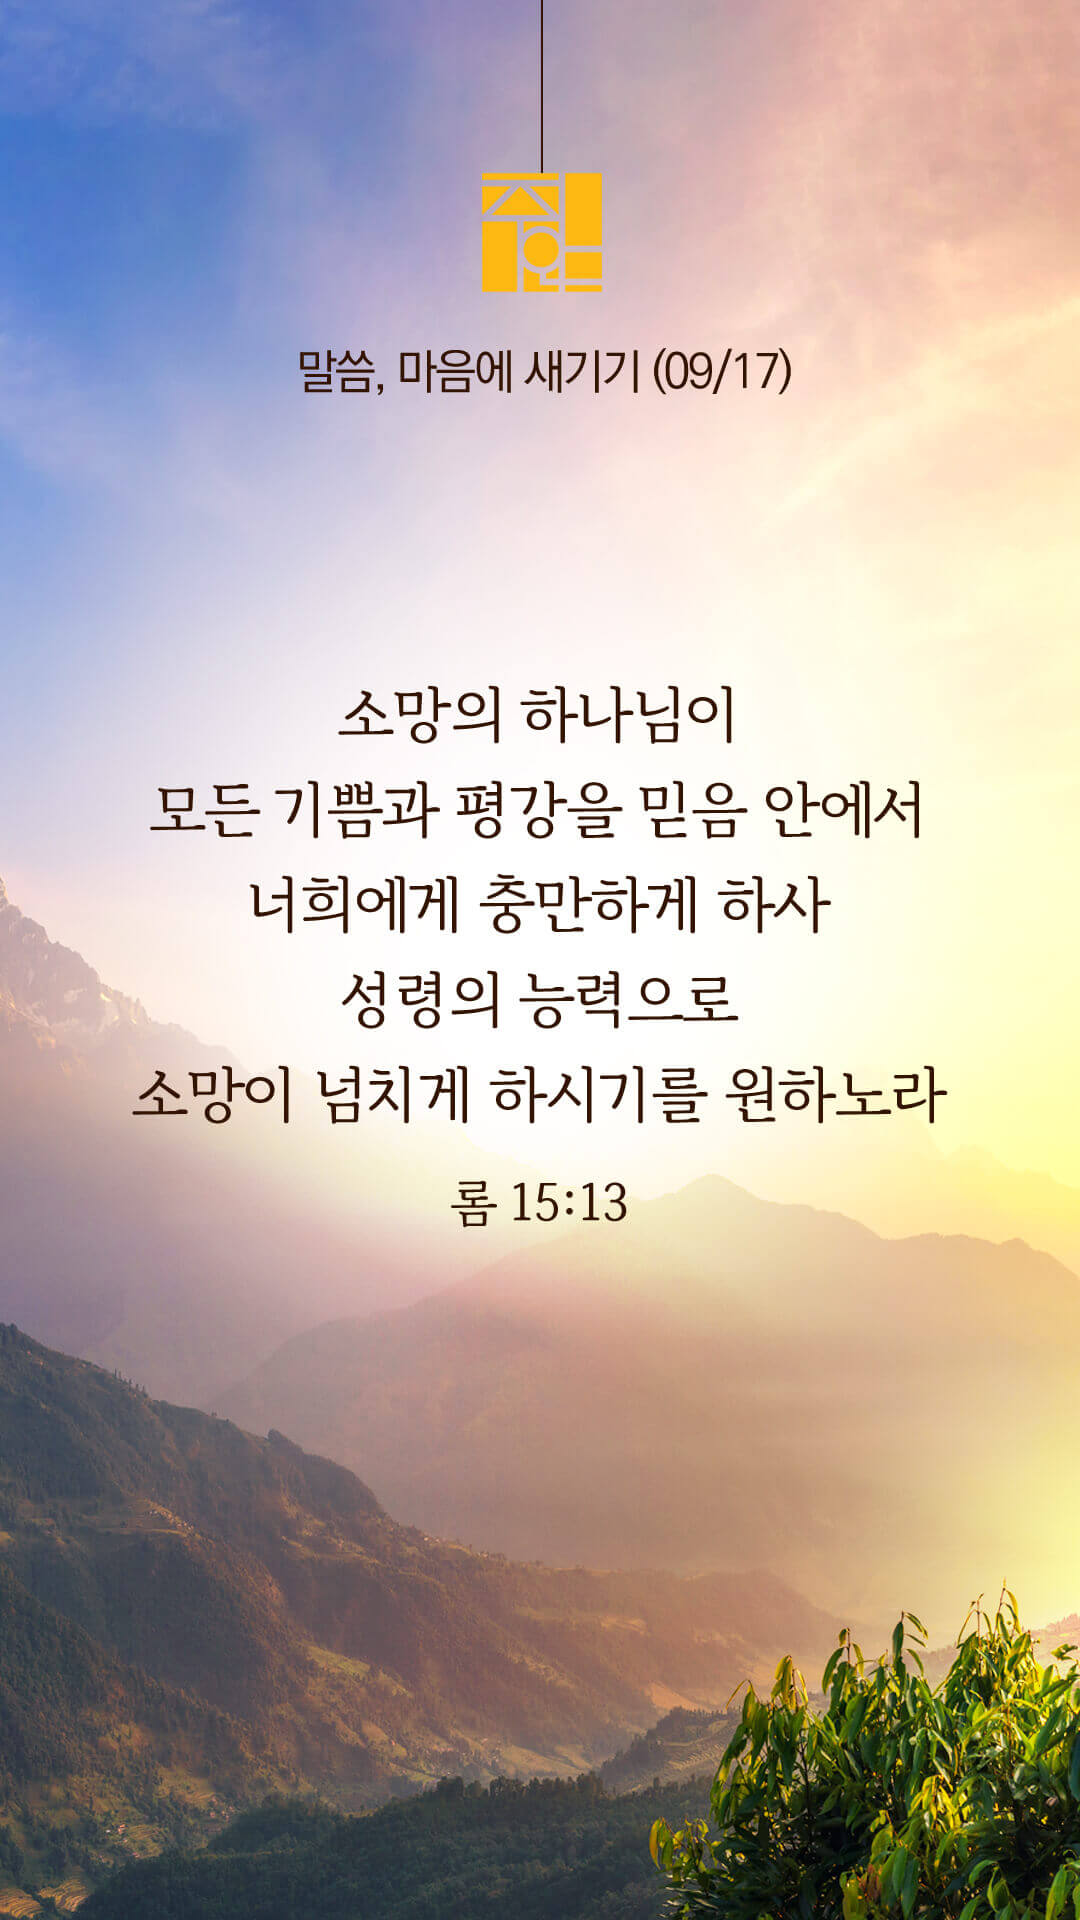 말씀, 마음에 새기기 (09/17)
소망의 하나님이
모든 기쁨과 평강을 믿음 안에서
너희에게 충만하게 하사
성령의 능력으로
소망이 넘치게 하시기를 원하노라
롬 15:13